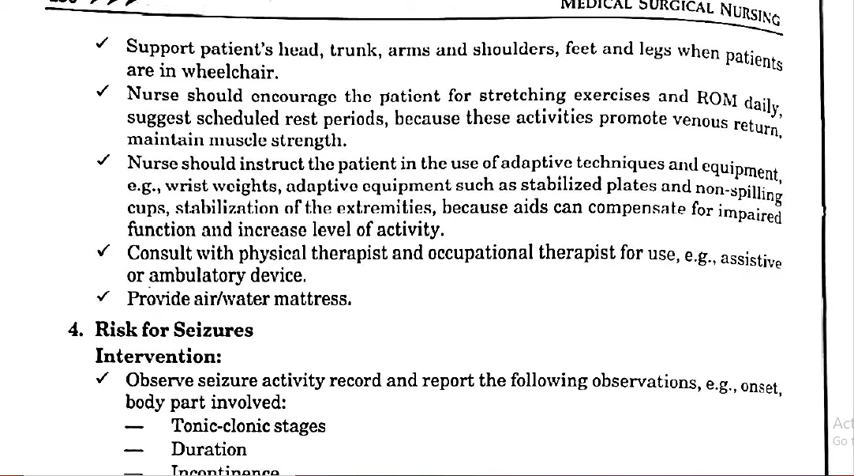 MEDICAL SURGICAL NURSING
✓ Support patient's head, trunk, arms and shoulders, feet and legs when patients
are in wheelchair.
✓ Nurse should encourage the patient for stretching exercises and ROM daily,
suggest scheduled rest periods, because these activities promote venous return,
maintain muscle strength.
✓ Nurse should instruct the patient in the use of adaptive techniques and equipment,
e.g., wrist weights, adaptive equipment such as stabilized plates and non-spilling
cups, stabilization of the extremities, because aids can compensate for impaired
function and increase level of activity.
✓ Consult with physical therapist and occupational therapist for use, e.g., assistive
or ambulatory device.
✓ Provide air/water mattress.
4. Risk for Seizures
Intervention:
✓ Observe seizure activity record and report the following observations, e.g., onset,
body part involved:
— Tonic-clonic stages
— Duration
— Incontinence
Act
Go t